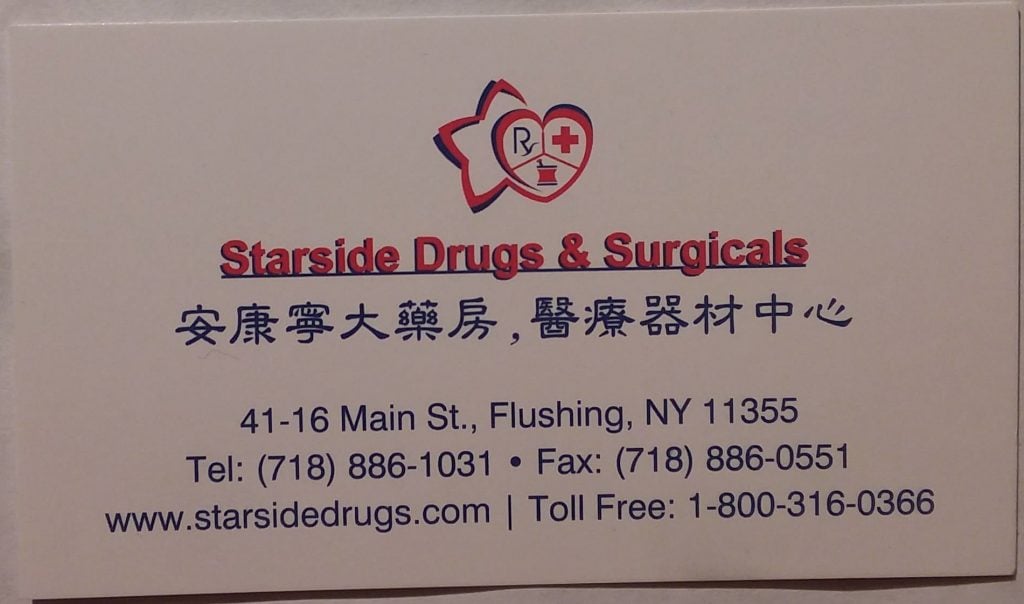 Rx
Starside Drugs & Surgicals
安康寧大藥房,醫療器材中心
41-16 Main St., Flushing, NY 11355
Tel: (718) 886-1031 • Fax: (718) 886-0551
www.starsidedrugs.com | Toll Free: 1-800-316-0366